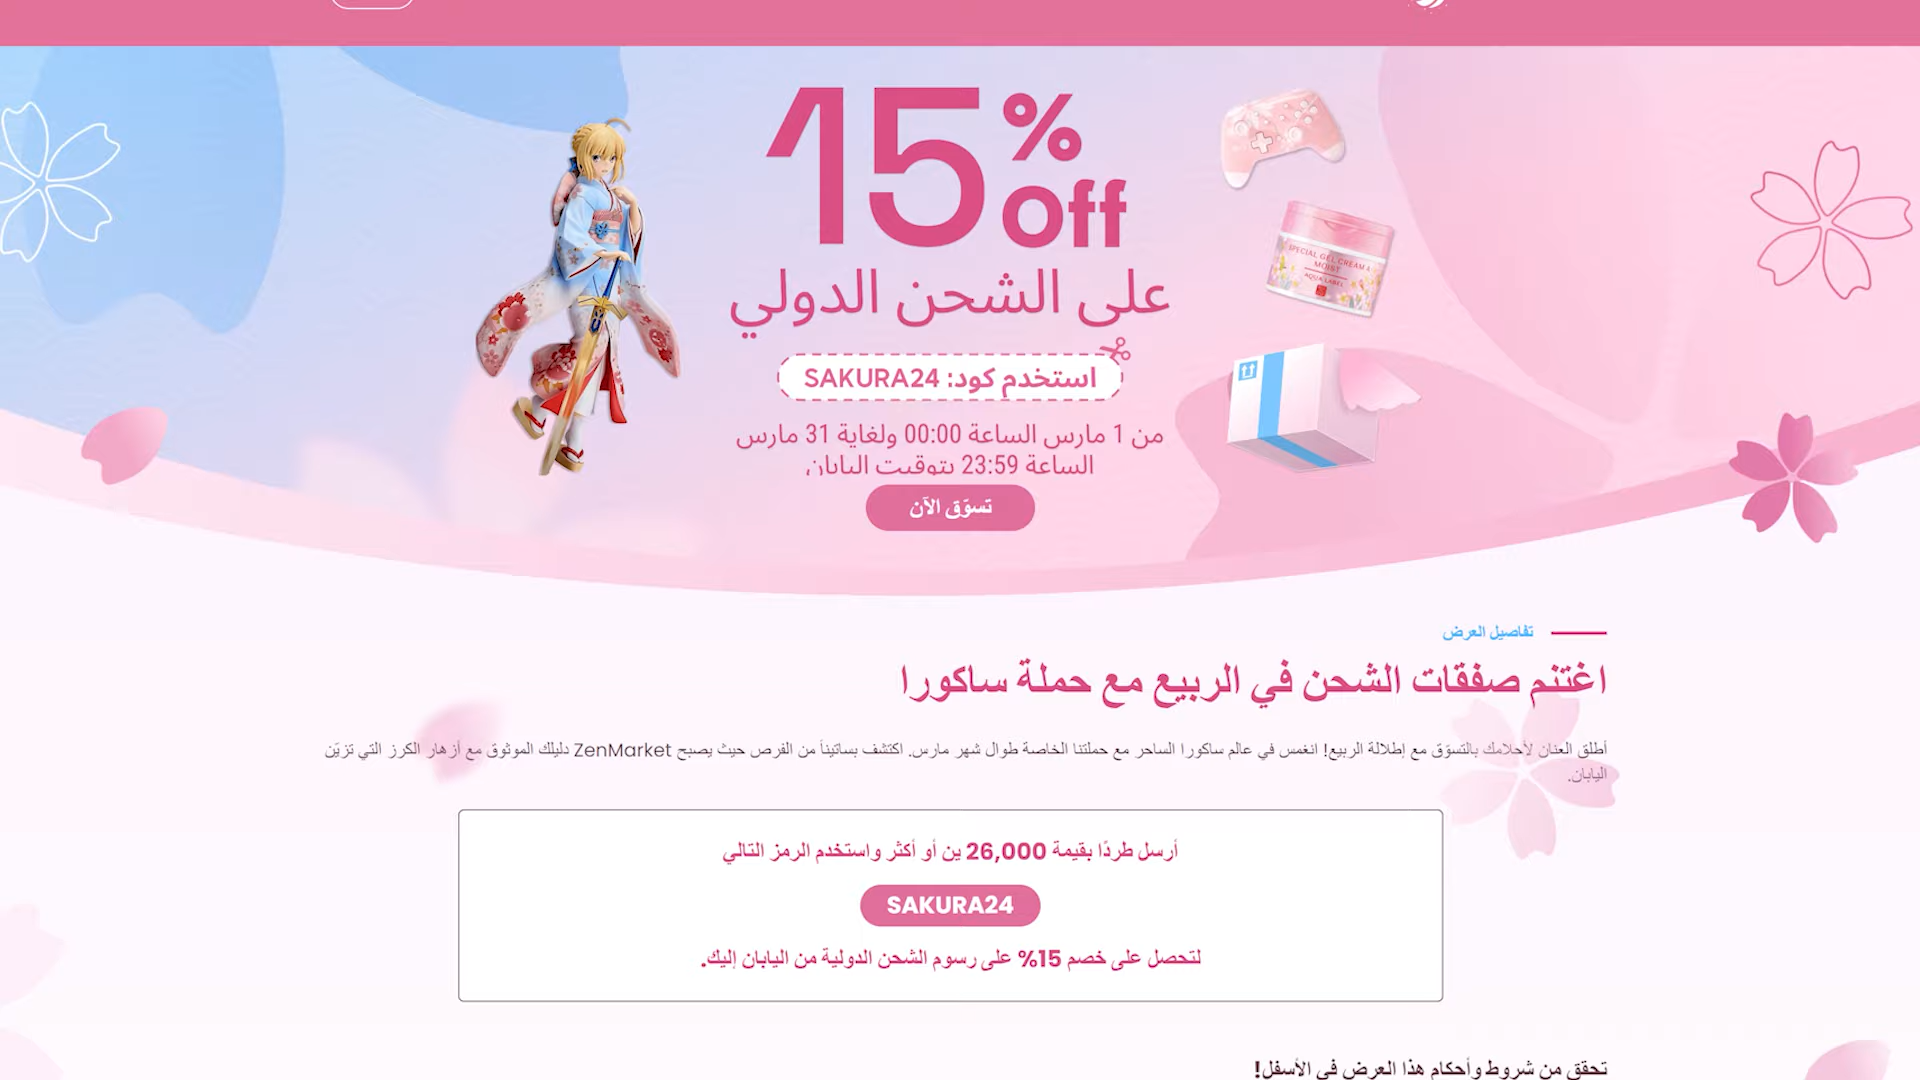 15%
off
على الشحن الدولي
استخدم كود: SAKURA24
من 1 مارس الساعة 00:00 ولغاية 31 مارس
الساعة 23:59 بتوقيت اليابان
تسوّق الآن
SPECIAL GEL CREAM A
MOIST
AQUALABEL
تفاصيل العرض
اغتنم صفقات الشحن في الربيع مع حملة ساكورا
أطلق العنان لأحلامك بالتسوّق مع إطلالة الربيع! انغمس في عالم ساكورا الساحر مع حملتنا الخاصة طوال شهر مارس. اكتشف بساتيناً من الفرص حيث يصبح ZenMarket دليلك الموثوق مع أزهار الكرز التي تزيّن
اليابان.
أرسل طردًا بقيمة 26,000 ين أو أكثر واستخدم الرمز التالي
SAKURA24
لتحصل على خصم 15% على رسوم الشحن الدولية من اليابان إليك.
تحقق من شروط وأحكام هذا العرض في الأسفل!